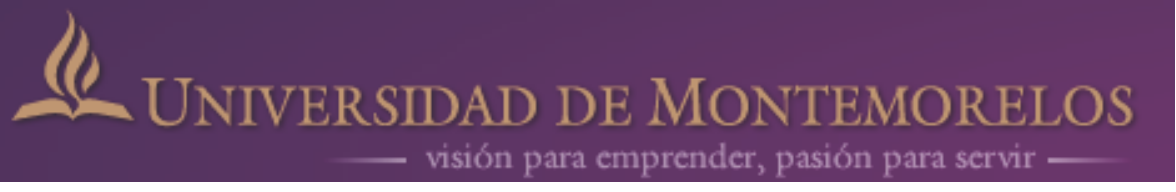 UNIVERSIDAD DE MONTEMORELOS
visión para emprender, pasión para servir